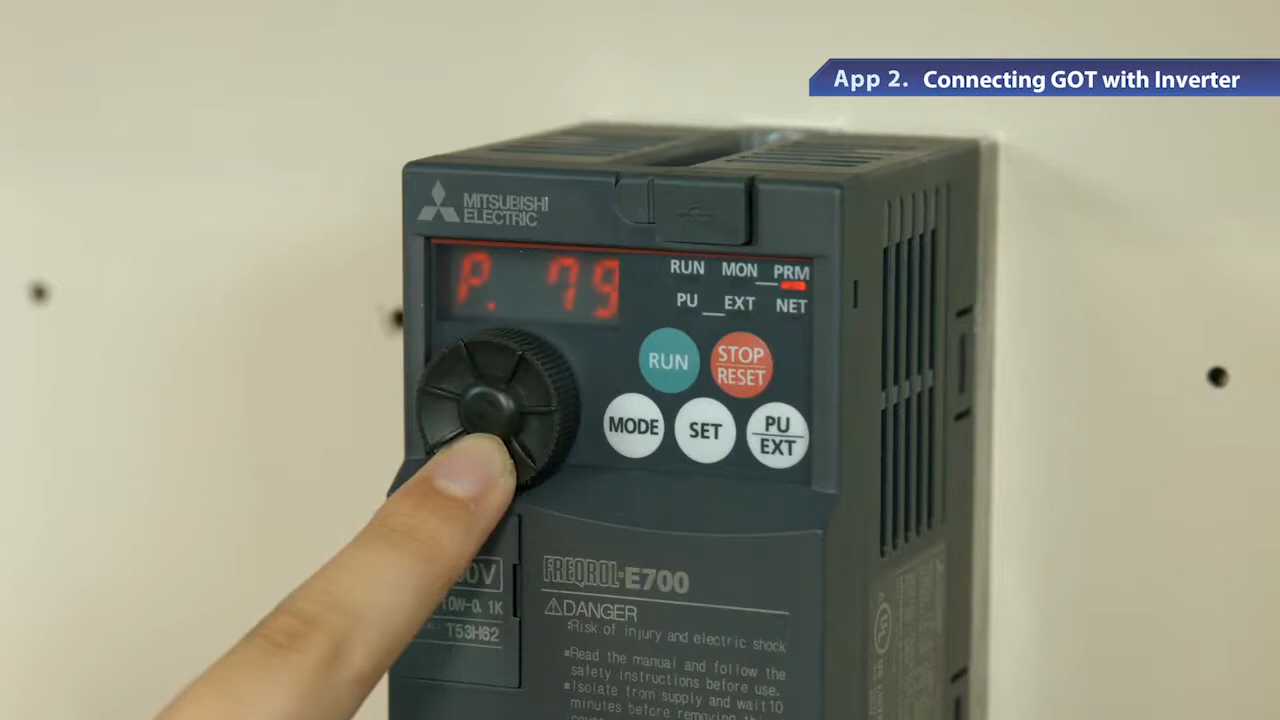 App 2. Connecting GOT with Inverter
MITSUBISHI
ELECTRIC
P. 79
RUN MON PRM
PU EXT NET
RUN
STOP
RESET
MODE
SET
PU
EXT
FREQROL-E700
⚠DANGER
:Risk of injury and electric shock
T53H62
▪Read the manual and follow the
safety instructions before use.
▪Isolate from supply and wait 10
minutes before removing this